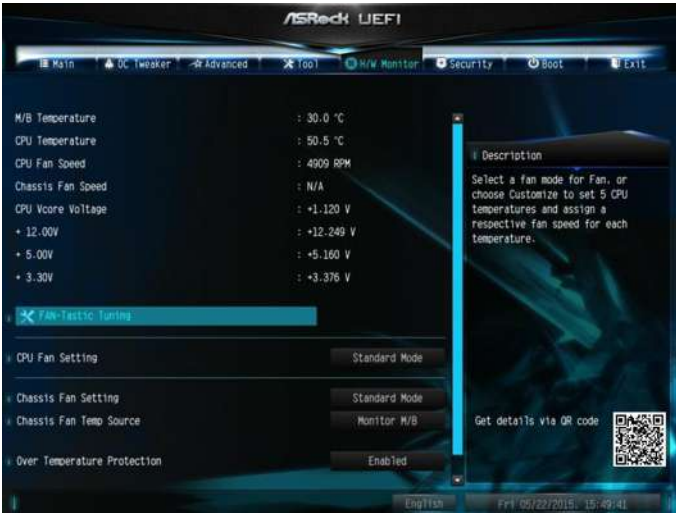 ASRock UEFI
Main OC Tweaker Advanced Tool H/W Monitor Security Boot Exit
M/B Temperature : 30.0 °C
CPU Temperature : 50.5 °C
CPU Fan Speed : 4909 RPM
Chassis Fan Speed : N/A
CPU Vcore Voltage : +1.120 V
+ 12.00V : +12.249 V
+ 5.00V : +5.160 V
+ 3.30V : +3.376 V
FAN-Tastic Tuning
CPU Fan Setting Standard Mode
Chassis Fan Setting Standard Mode
Chassis Fan Temp Source Monitor M/B
Over Temperature Protection Enabled
Description
Select a fan mode for Fan, or
choose Customize to set 5 CPU
temperatures and assign a
respective fan speed for each
temperature.
Get details via QR code
English Fri 05/22/2015, 15:49:41